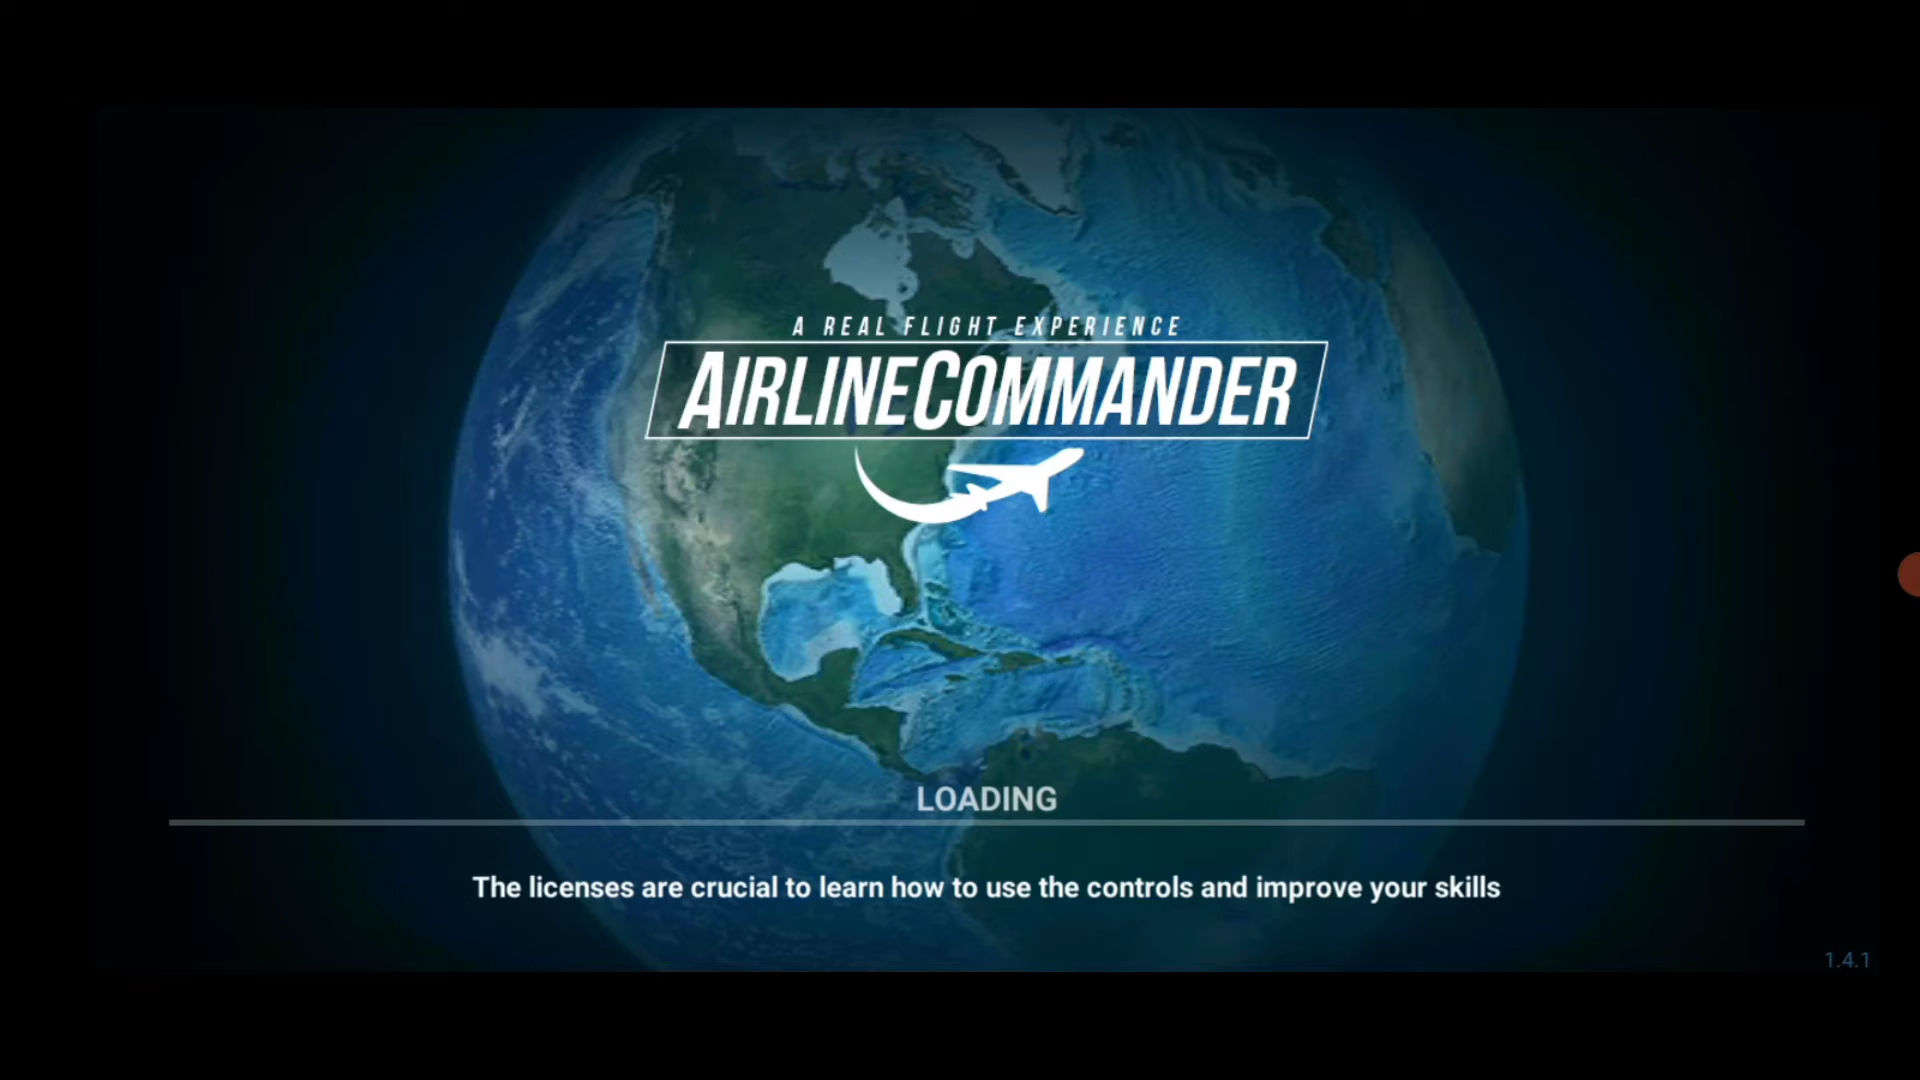 A REAL FLIGHT EXPERIENCE
AIRLINECOMMANDER
LOADING
The licenses are crucial to learn how to use the controls and improve your skills
1.4.1